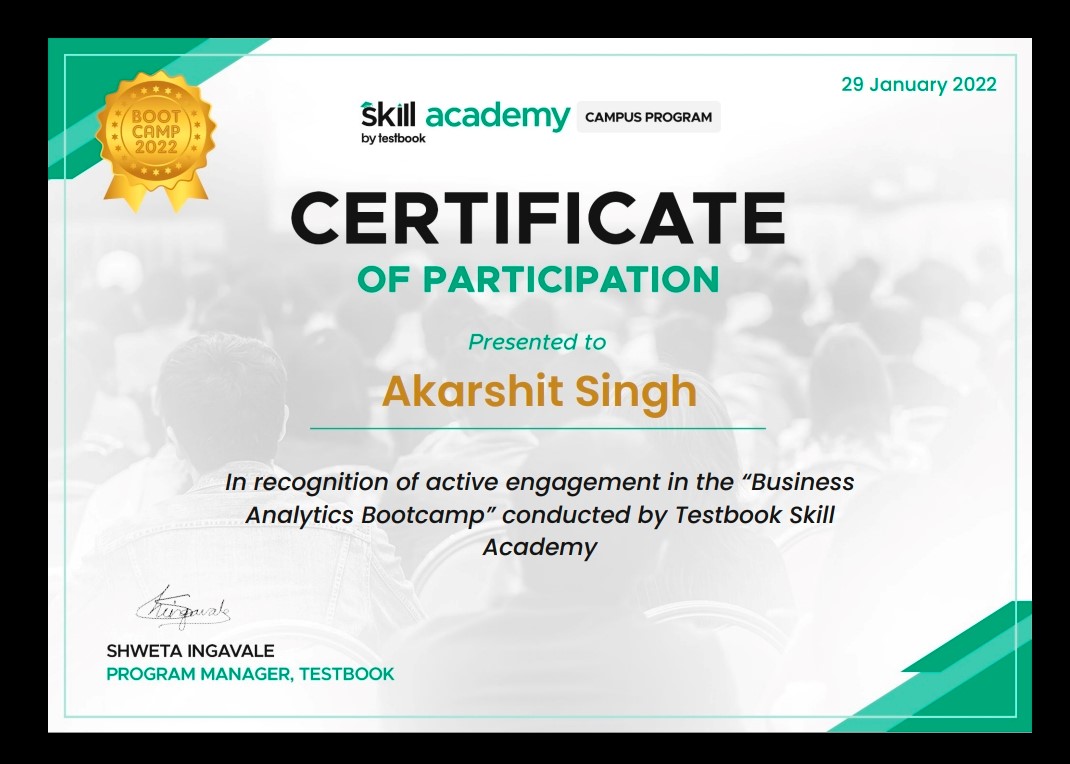 29 January 2022
BOOT
CAMP
2022
skill academy CAMPUS PROGRAM
by testbook
CERTIFICATE
OF PARTICIPATION
Presented to
Akarshit Singh
In recognition of active engagement in the “Business
Analytics Bootcamp” conducted by Testbook Skill
Academy
SHWETA INGAVALE
PROGRAM MANAGER, TESTBOOK